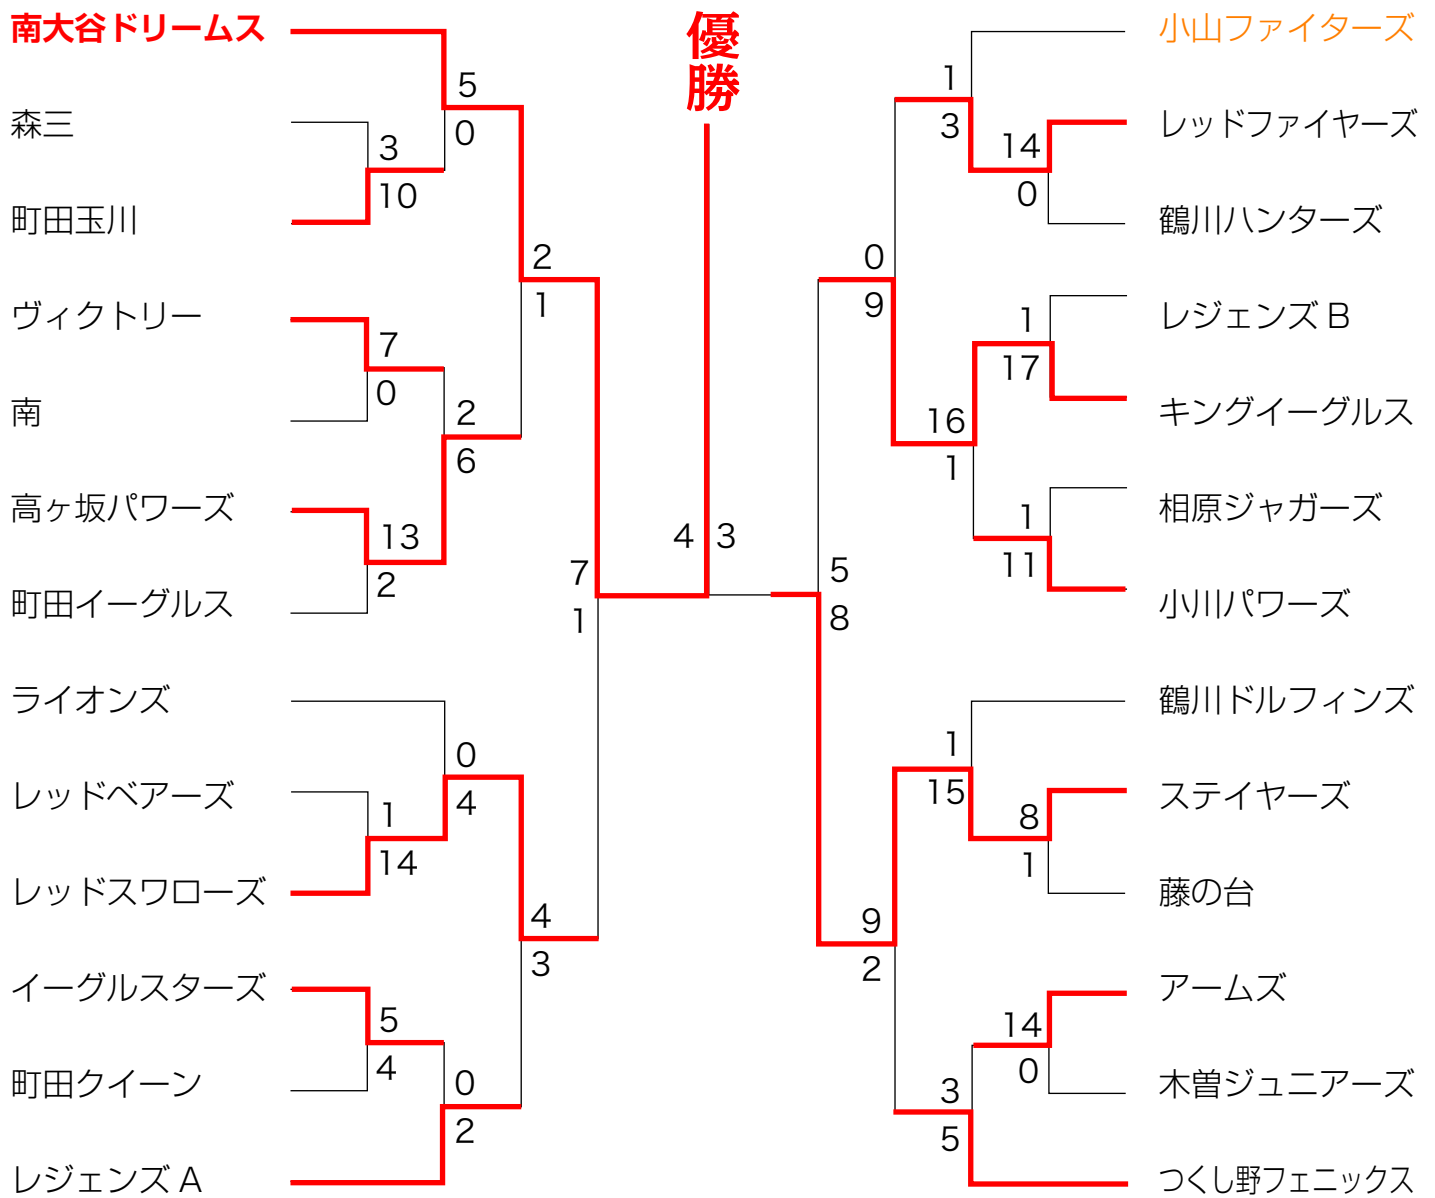 南大谷ドリームス
森三
町田玉川
ヴィクトリー
南
高ヶ坂パワーズ
町田イーグルス
ライオンズ
レッドベアーズ
レッドスワローズ
イーグルスターズ
町田クイーン
レジェンズ A
3
10
7
0
13
2
1
14
5
4
5
0
2
6
0
4
0
2
2
1
4
3
7
1
優勝
4 3
5
8
0
9
9
2
1
3
16
1
1
15
3
5
14
0
1
17
1
11
8
1
14
0
小山ファイターズ
レッドファイヤーズ
鶴川ハンターズ
レジェンズ B
キングイーグルス
相原ジャガーズ
小川パワーズ
鶴川ドルフィンズ
ステイヤーズ
藤の台
アームズ
木曽ジュニアーズ
つくし野フェニックス